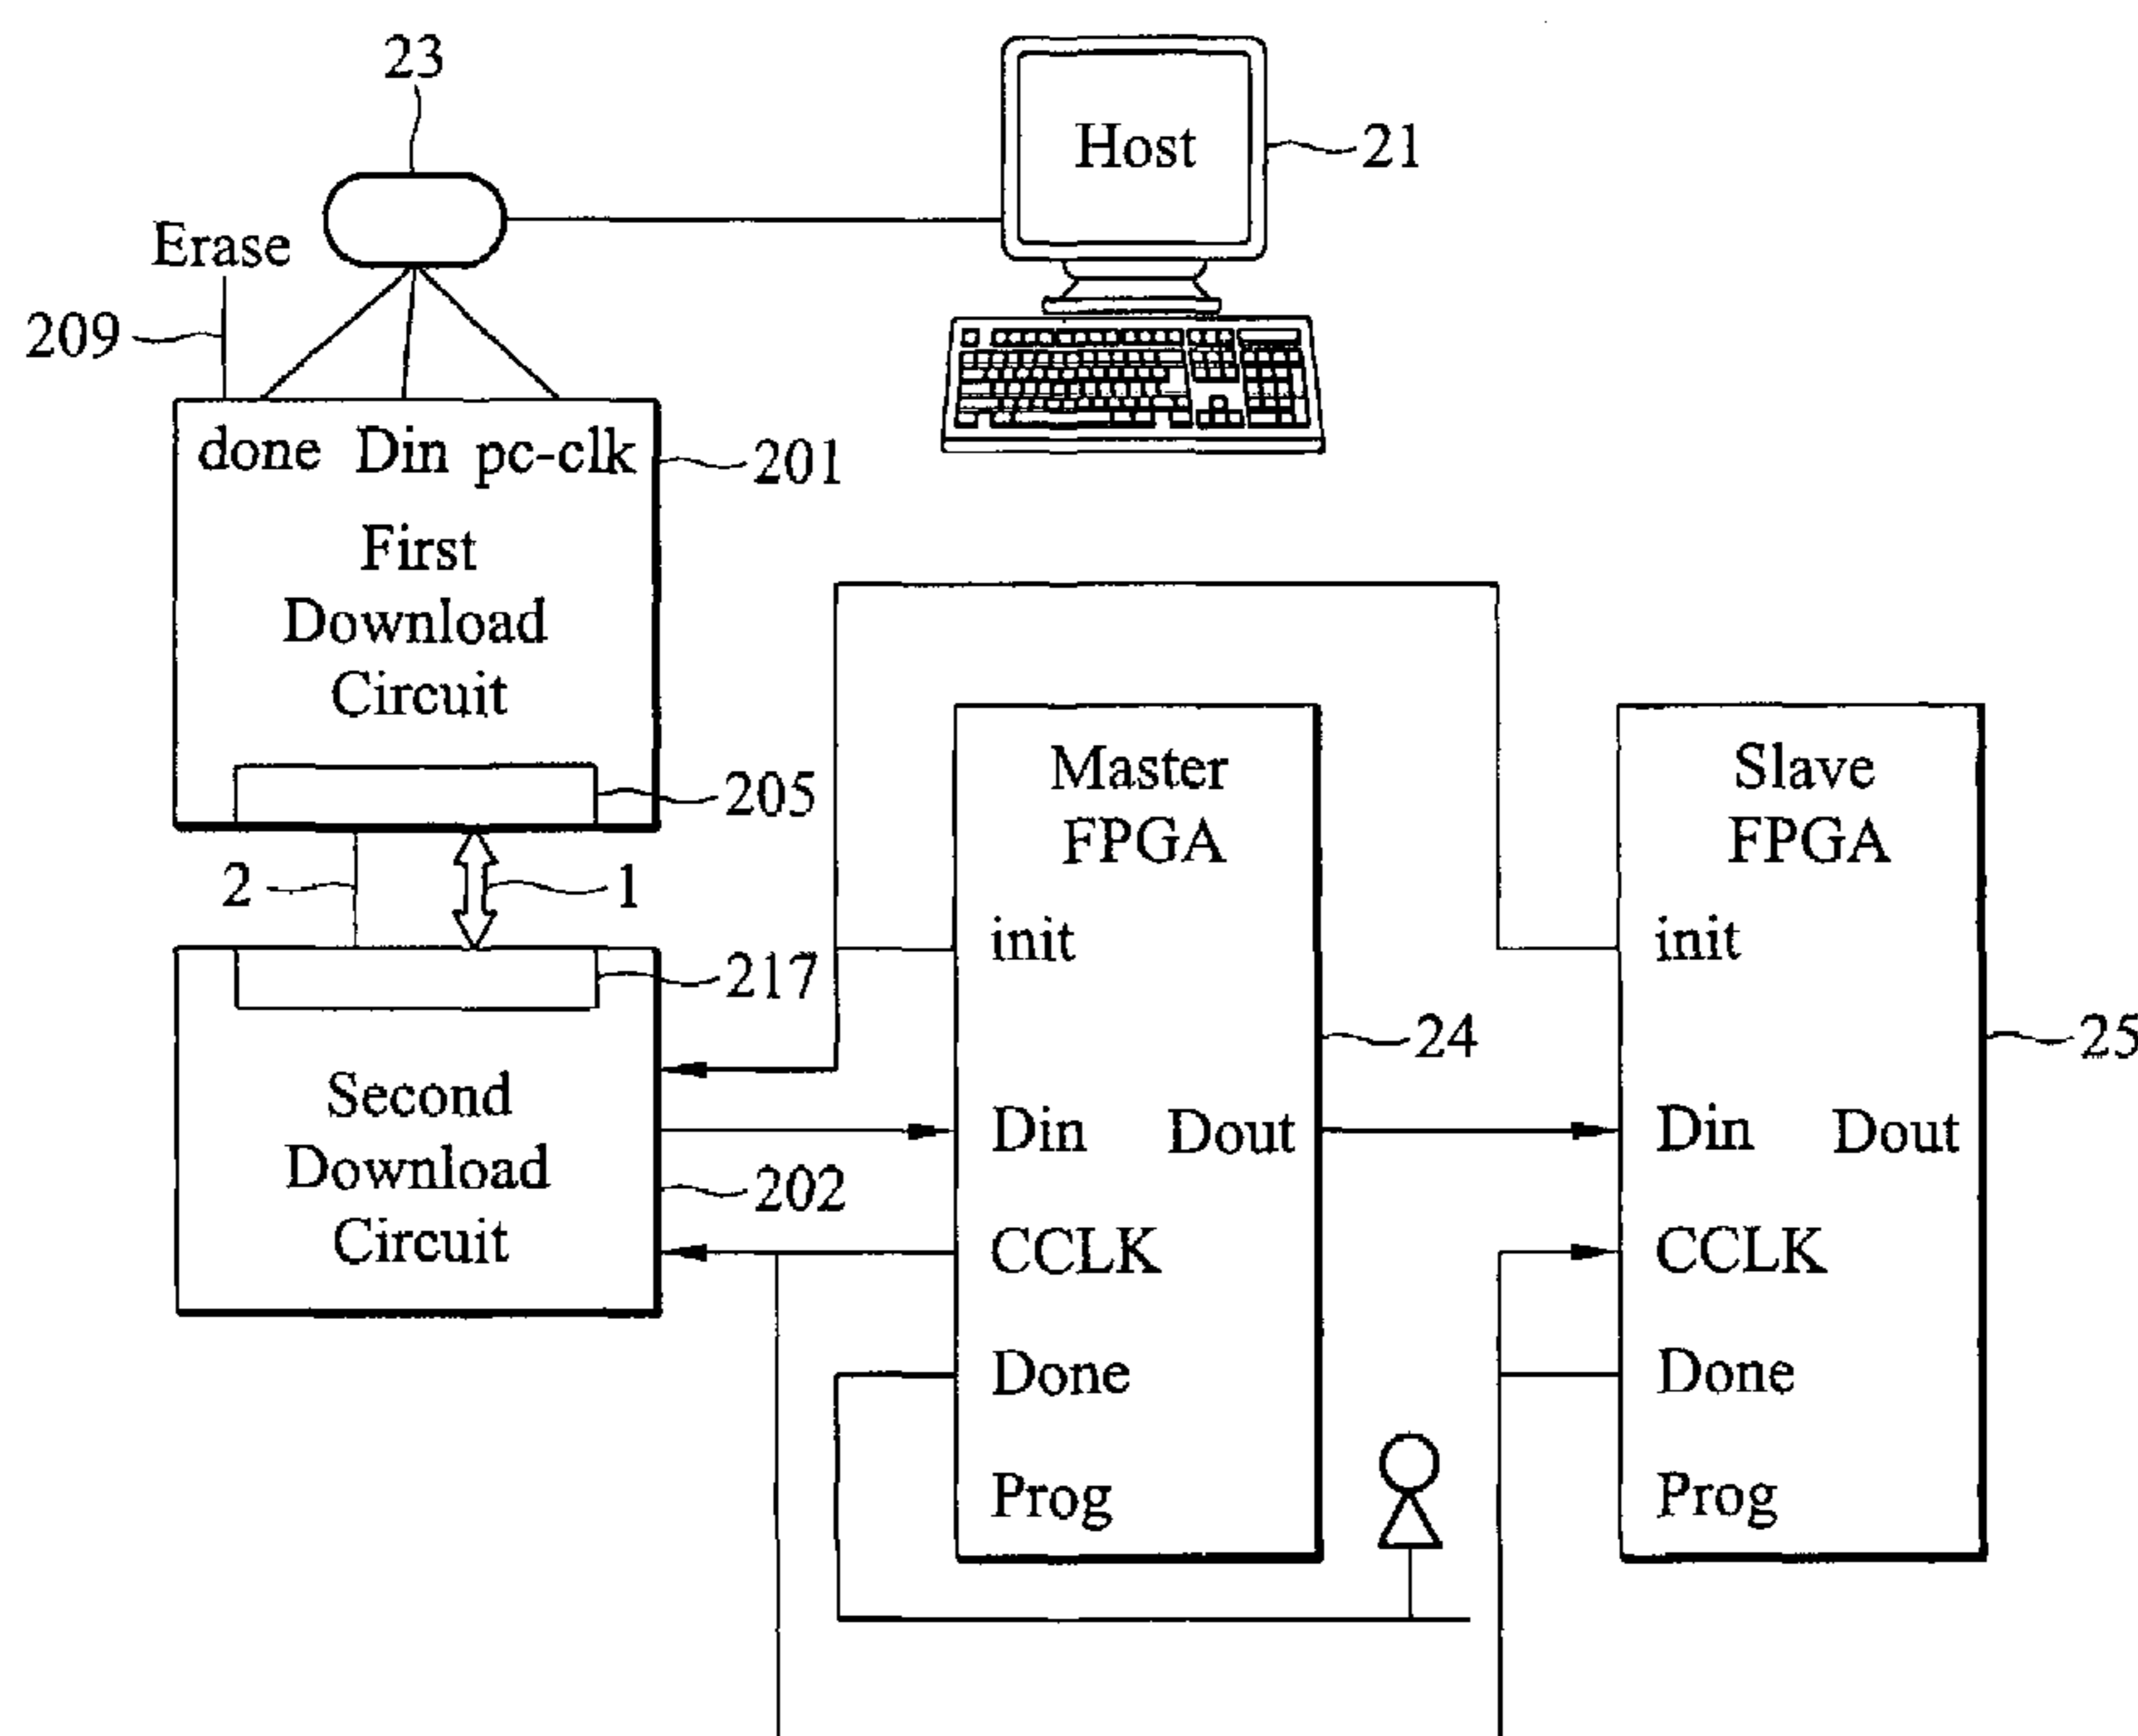 23
Host
21
Erase
209
done Din pc-clk
201
First
Download
Circuit
205
2
1
217
Second
Download
Circuit
202
Master
FPGA
init
24
Din Dout
CCLK
Done
Prog
Slave
FPGA
init
25
Din Dout
CCLK
Done
Prog